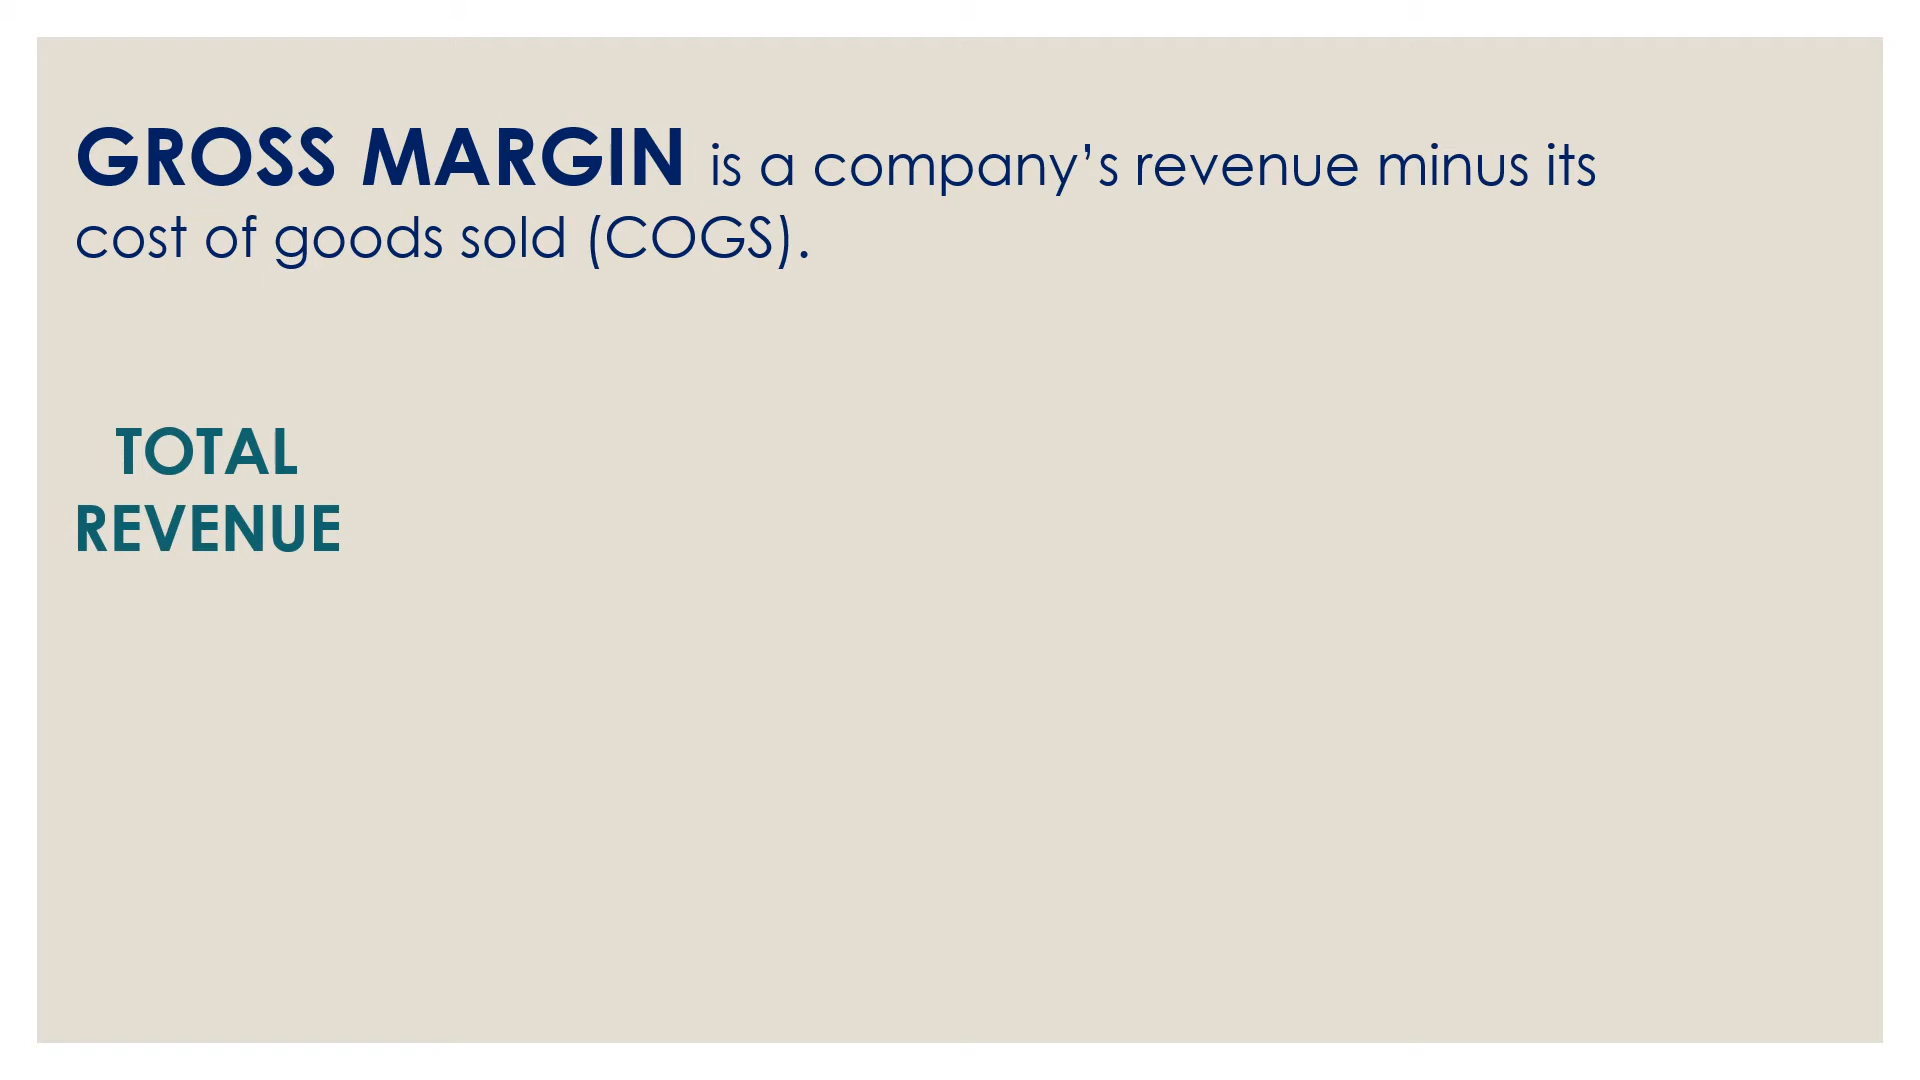 GROSS MARGIN is a company’s revenue minus its
cost of goods sold (COGS).
TOTAL
REVENUE